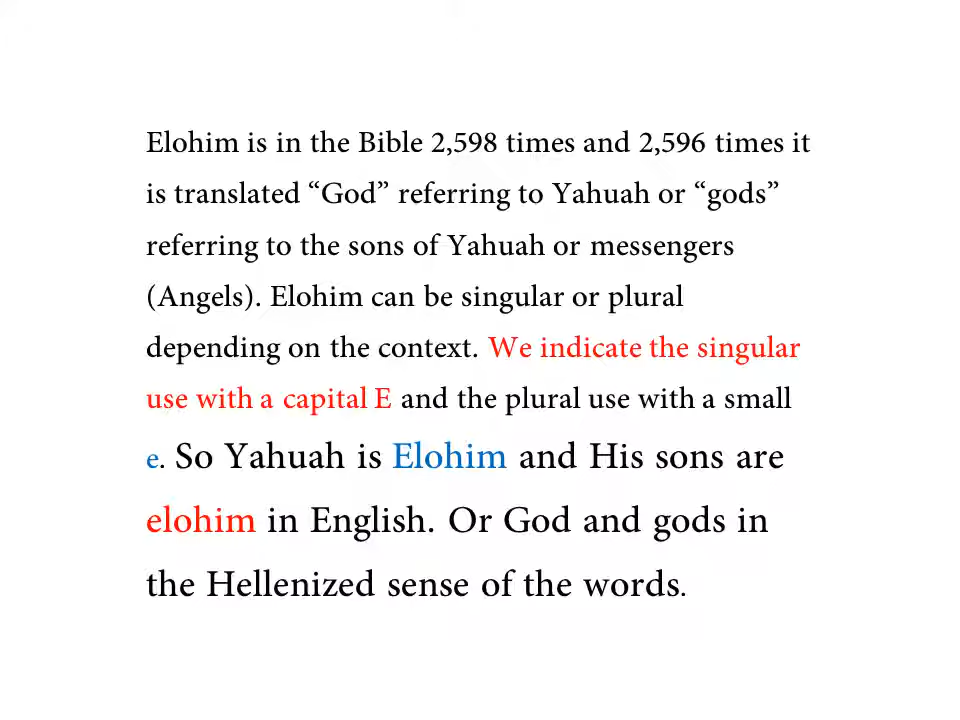 Elohim is in the Bible 2,598 times and 2,596 times it
is translated “God” referring to Yahuah or “gods”
referring to the sons of Yahuah or messengers
(Angels). Elohim can be singular or plural
depending on the context. We indicate the singular
use with a capital E and the plural use with a small
e. So Yahuah is Elohim and His sons are
elohim in English. Or God and gods in
the Hellenized sense of the words.